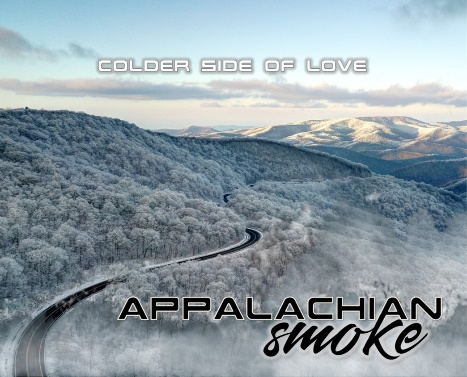 COLDER SIDE OF LOVE
APPALACHIAN
smoke